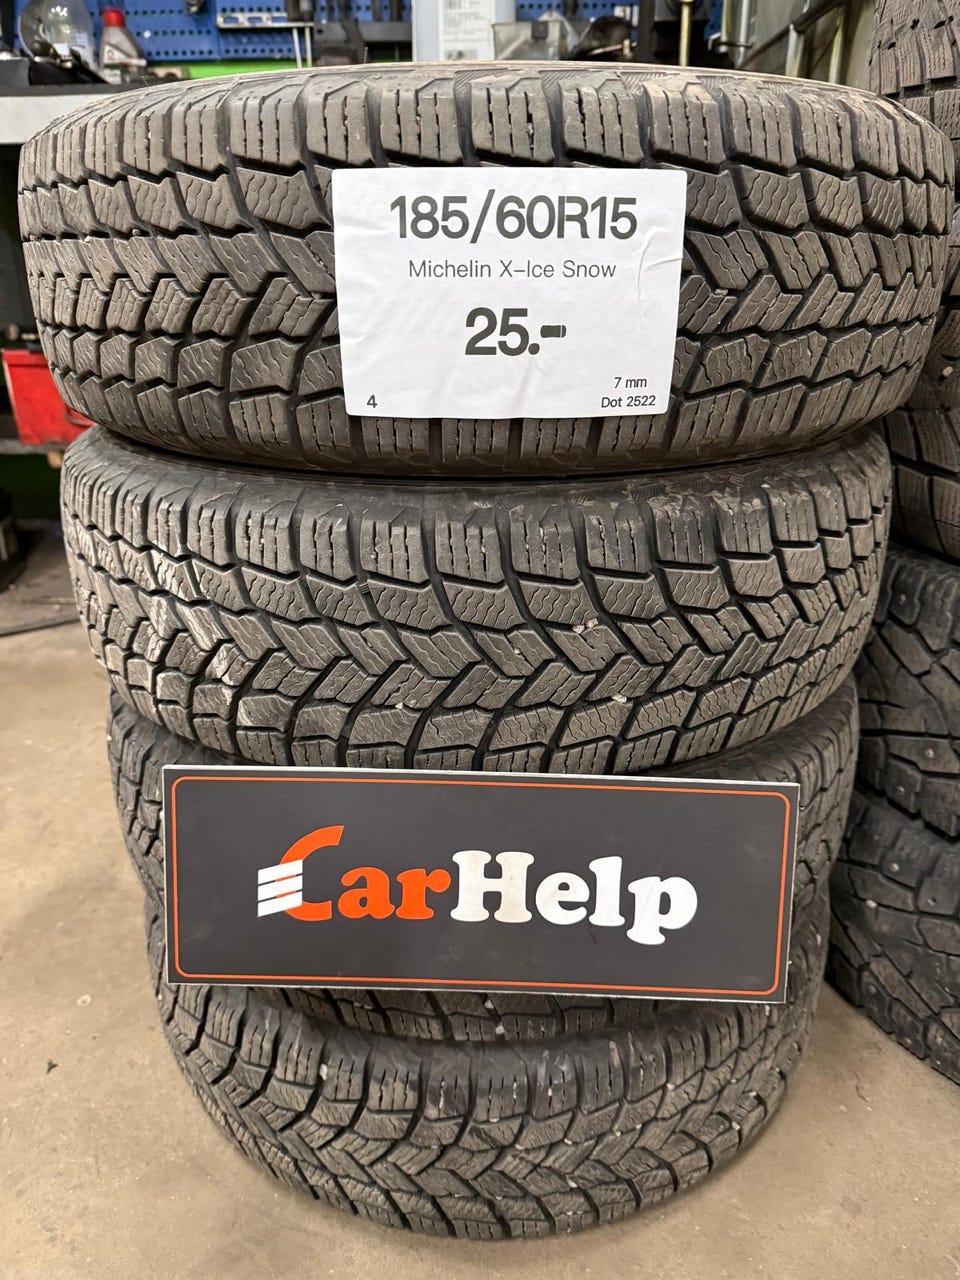 185/60R15
Michelin X-Ice Snow
25.-
7 mm
4
Dot 2522
CarHelp